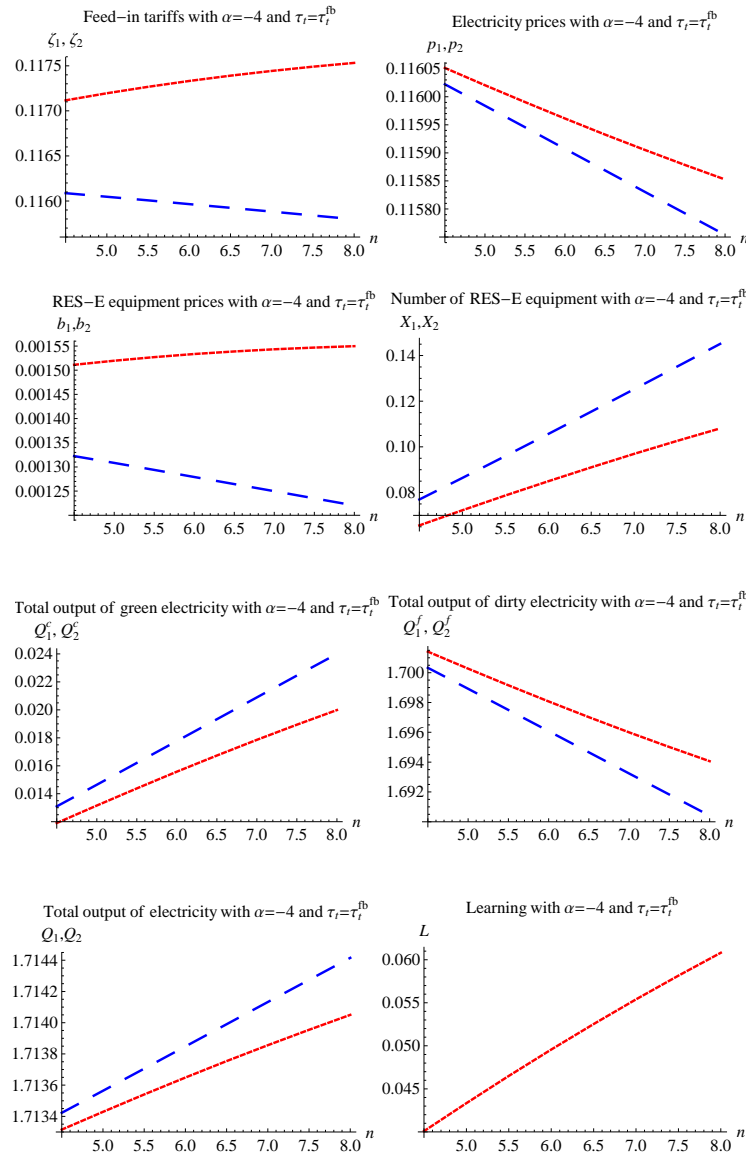 Feed−in tariffs with α=−4 and τₜ=τₜᶠᵇ
ζ₁, ζ₂
0.1175
0.1170
0.1165
0.1160
5.0 5.5 6.0 6.5 7.0 7.5 8.0 n
Electricity prices with α=−4 and τₜ=τₜᶠᵇ
p₁,p₂
0.11605
0.11600
0.11595
0.11590
0.11585
0.11580
5.0 5.5 6.0 6.5 7.0 7.5 8.0 n
RES−E equipment prices with α=−4 and τₜ=τₜᶠᵇ
b₁,b₂
0.00155
0.00150
0.00145
0.00140
0.00135
0.00130
0.00125
5.0 5.5 6.0 6.5 7.0 7.5 8.0 n
Number of RES−E equipment with α=−4 and τₜ=τₜᶠᵇ
X₁,X₂
0.14
0.12
0.10
0.08
5.0 5.5 6.0 6.5 7.0 7.5 8.0 n
Total output of green electricity with α=−4 and τₜ=τₜᶠᵇ
Q₁ᶜ, Q₂ᶜ
0.024
0.022
0.020
0.016
0.014
5.0 5.5 6.0 6.5 7.0 7.5 8.0 n
Total output of dirty electricity with α=−4 and τₜ=τₜᶠᵇ
Q₁ᶠ, Q₂ᶠ
1.700
1.698
1.696
1.694
1.692
5.0 5.5 6.0 6.5 7.0 7.5 8.0 n
Total output of electricity with α=−4 and τₜ=τₜᶠᵇ
Q₁,Q₂
1.7144
1.7142
1.7140
1.7138
1.7136
1.7134
5.0 5.5 6.0 6.5 7.0 7.5 8.0 n
Learning with α=−4 and τₜ=τₜᶠᵇ
L
0.060
0.055
0.050
0.045
5.0 5.5 6.0 6.5 7.0 7.5 8.0 n